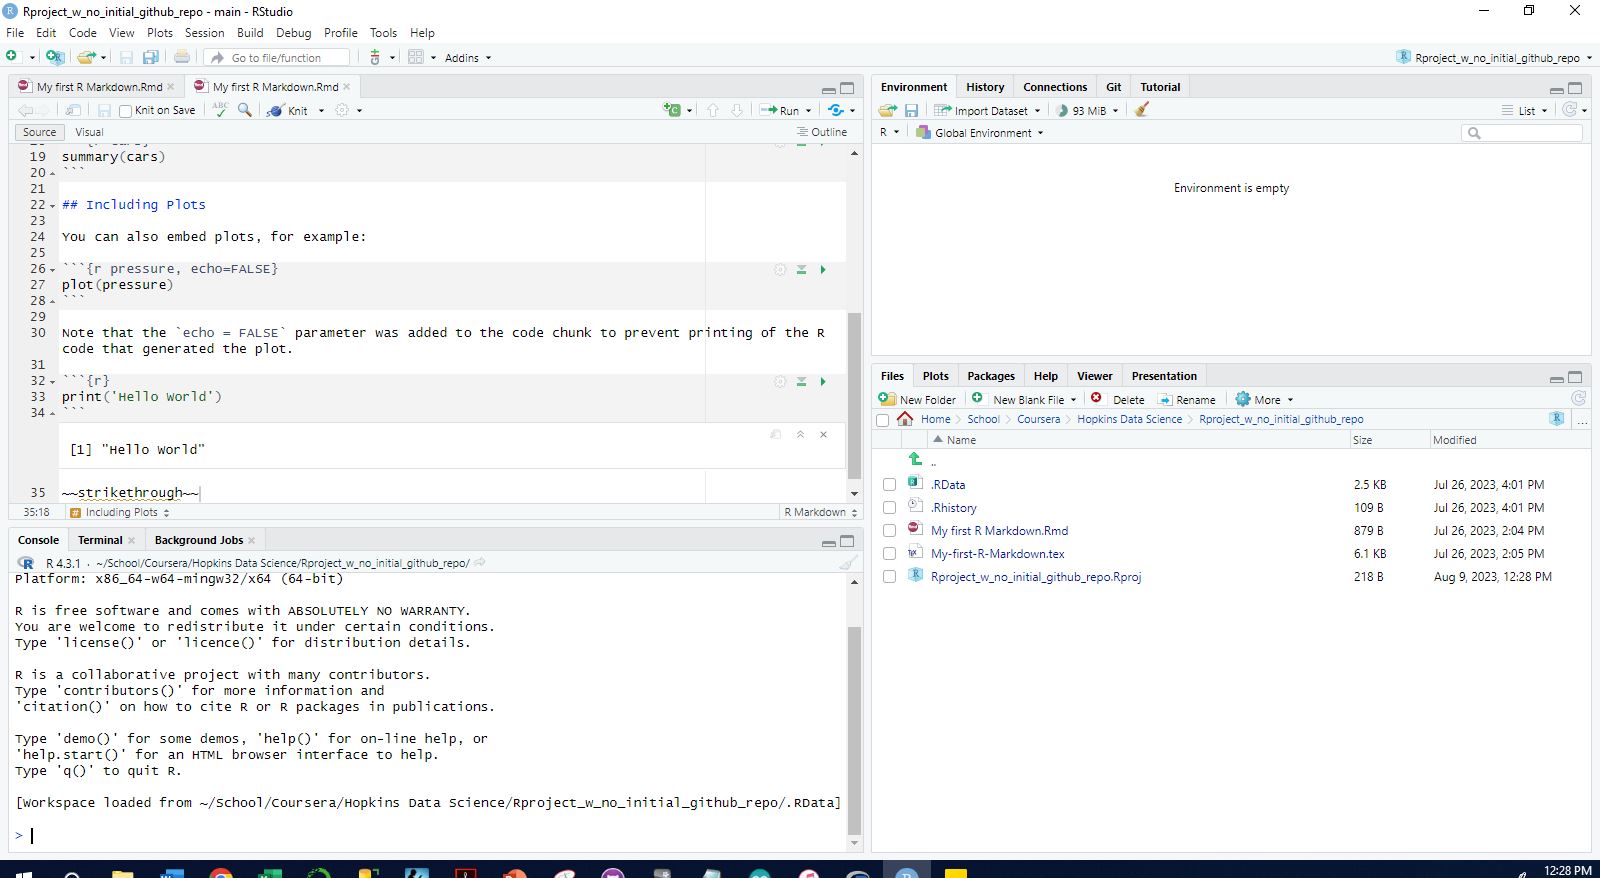 Rproject_w_no_initial_github_repo - main - RStudio
File Edit Code View Plots Session Build Debug Profile Tools Help
Go to file/function Addins Rproject_w_no_initial_github_repo
My first R Markdown.Rmd My first R Markdown.Rmd
Knit on Save ABC Knit Run
Source Visual Outline
19 summary(cars)
20 ```
21
22 ## Including Plots
23
24 You can also embed plots, for example:
25
26 ```{r pressure, echo=FALSE}
27 plot(pressure)
28 ```
29
30 Note that the `echo = FALSE` parameter was added to the code chunk to prevent printing of the R
code that generated the plot.
31
32 ```{r}
33 print('Hello World')
34 ```
[1] "Hello World"
35 ~~strikethrough~~
35:18 # Including Plots R Markdown
Console Terminal Background Jobs
R 4.3.1 · ~/School/Coursera/Hopkins Data Science/Rproject_w_no_initial_github_repo/
Platform: x86_64-w64-mingw32/x64 (64-bit)
R is free software and comes with ABSOLUTELY NO WARRANTY.
You are welcome to redistribute it under certain conditions.
Type 'license()' or 'licence()' for distribution details.
R is a collaborative project with many contributors.
Type 'contributors()' for more information and
'citation()' on how to cite R or R packages in publications.
Type 'demo()' for some demos, 'help()' for on-line help, or
'help.start()' for an HTML browser interface to help.
Type 'q()' to quit R.
[Workspace loaded from ~/School/Coursera/Hopkins Data Science/Rproject_w_no_initial_github_repo/.RData]
>
Environment History Connections Git Tutorial
Import Dataset 93 MiB List
R Global Environment
Environment is empty
Files Plots Packages Help Viewer Presentation
New Folder New Blank File Delete Rename More
Home School Coursera Hopkins Data Science Rproject_w_no_initial_github_repo ...
Name Size Modified
..
.RData 2.5 KB Jul 26, 2023, 4:01 PM
.Rhistory 109 B Jul 26, 2023, 4:01 PM
My first R Markdown.Rmd 879 B Jul 26, 2023, 2:04 PM
My-first-R-Markdown.tex 6.1 KB Jul 26, 2023, 2:05 PM
Rproject_w_no_initial_github_repo.Rproj 218 B Aug 9, 2023, 12:28 PM
12:28 PM